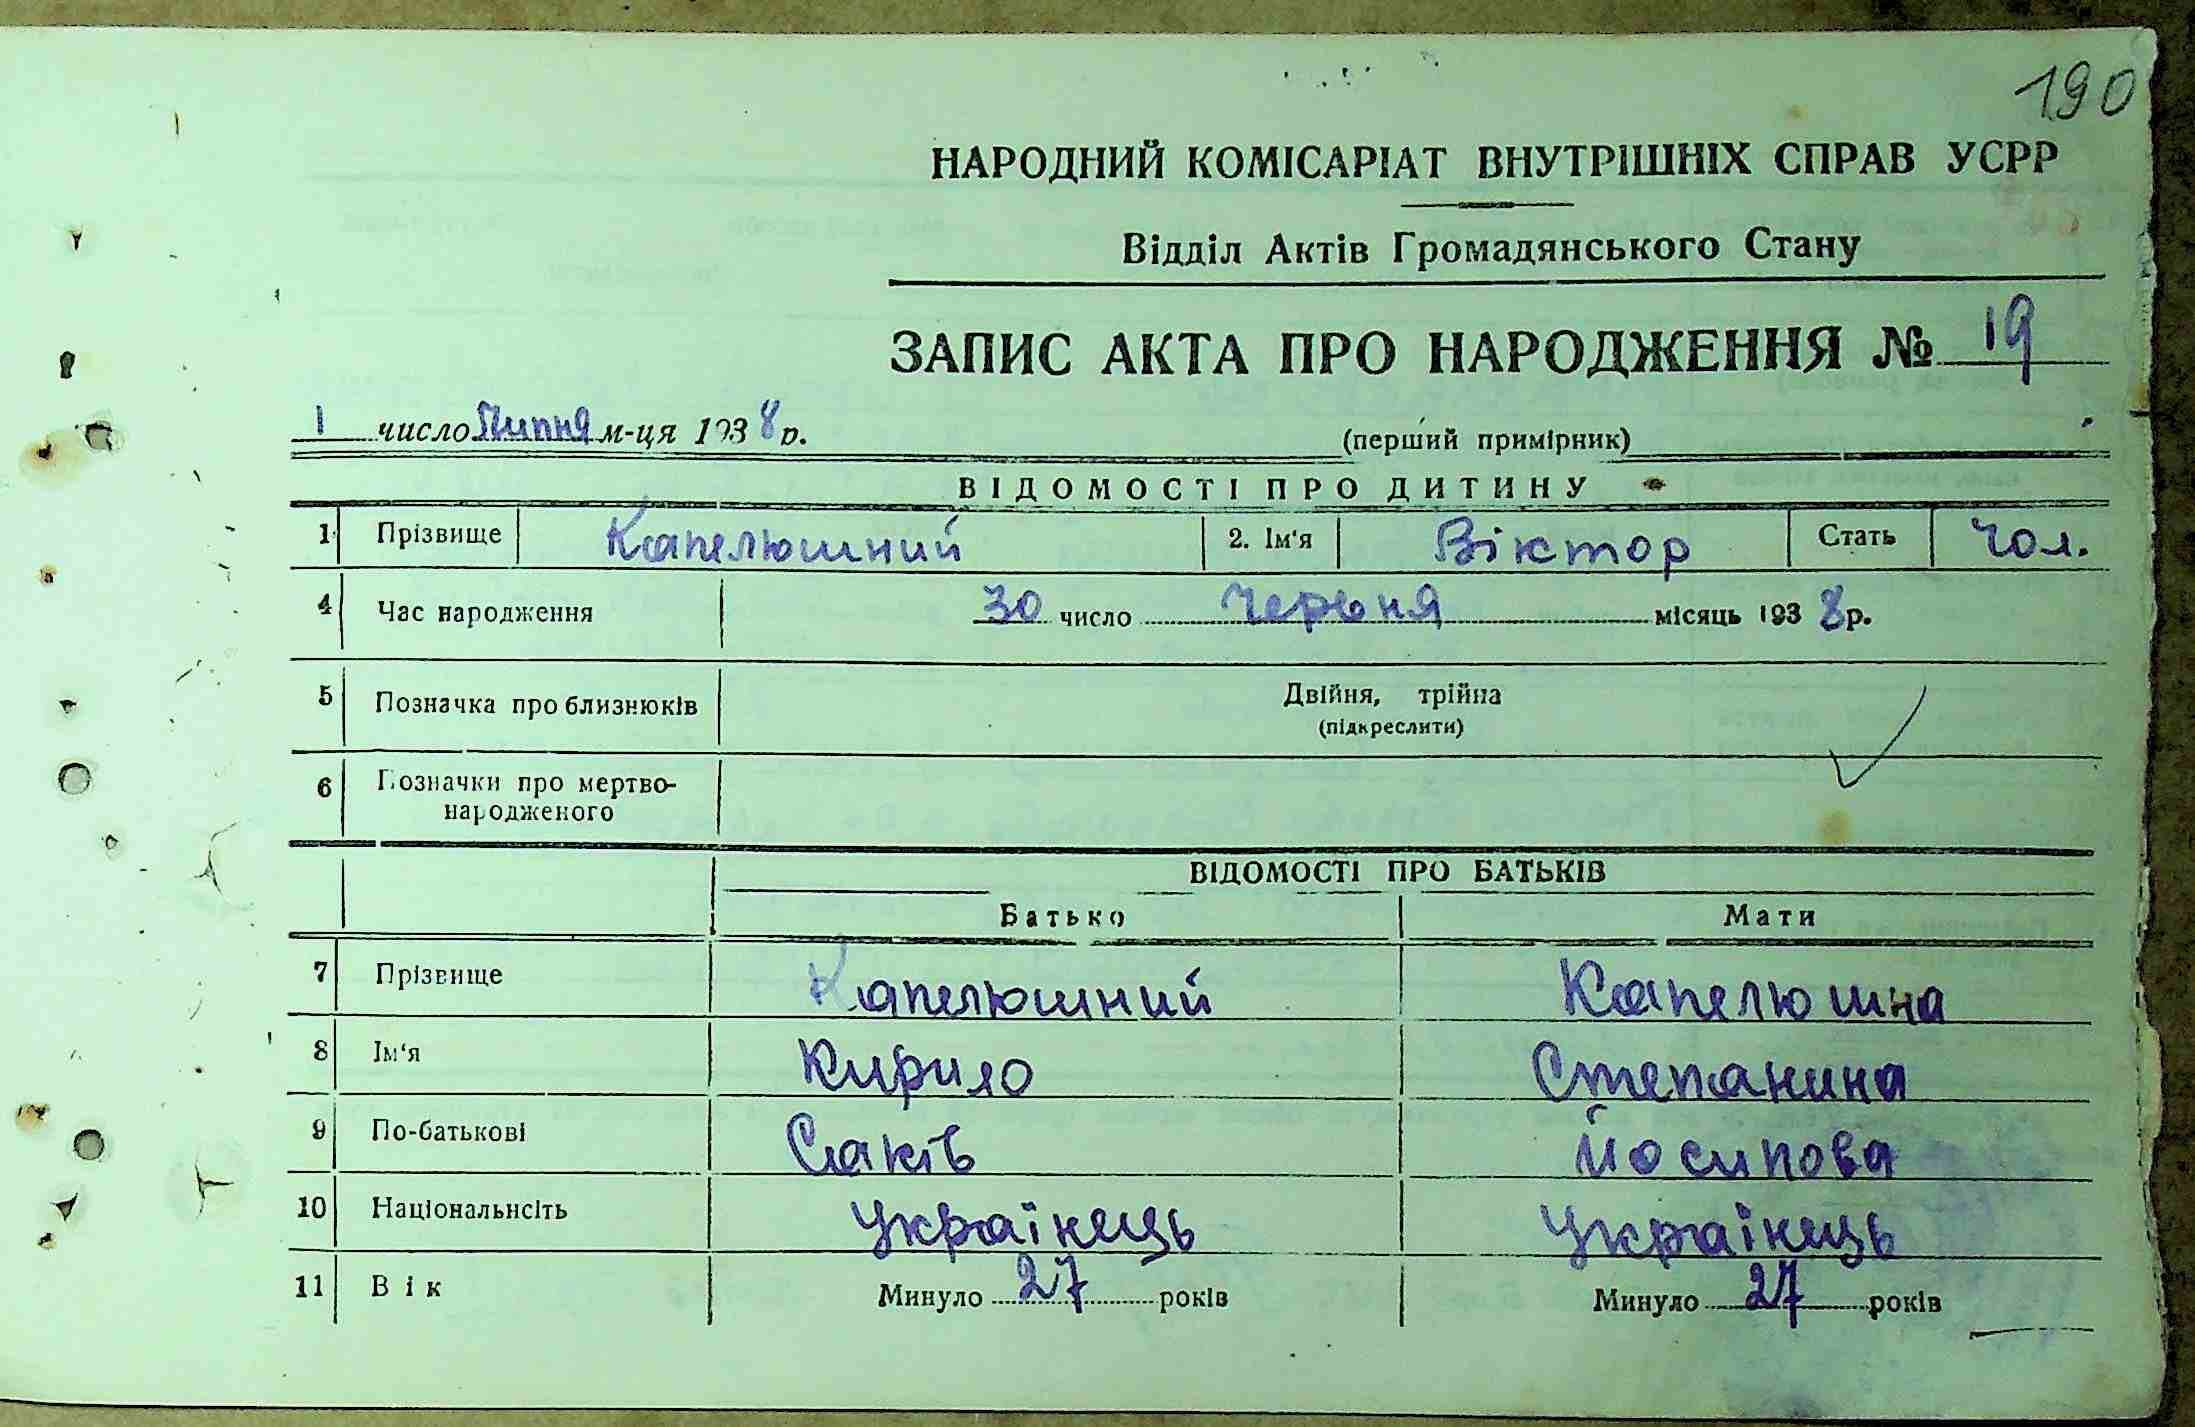 190
НАРОДНИЙ КОМІСАРІАТ ВНУТРІШНІХ СПРАВ УСРР
Відділ Актів Громадянського Стану
ЗАПИС АКТА ПРО НАРОДЖЕННЯ № 19
1 число Липня м-ця 1938 р. (перший примірник)
ВІДОМОСТІ ПРО ДИТИНУ
1 Прізвище Капелюшний 2. Ім'я Віктор Стать Чол.
4 Час народження 30 число Червня місяць 1938 р.
5 Позначка про близнюків Двійня, трійна
(підкреслити)
6 Позначки про мертво-
народженого
ВІДОМОСТІ ПРО БАТЬКІВ
Батько Мати
7 Прізвище Капелюшний Капелюшна
8 Ім'я Кирило Степанина
9 По-батькові Саків Йосипова
10 Національнсіть Українець Українець
11 Вік Минуло 27 років Минуло 27 років